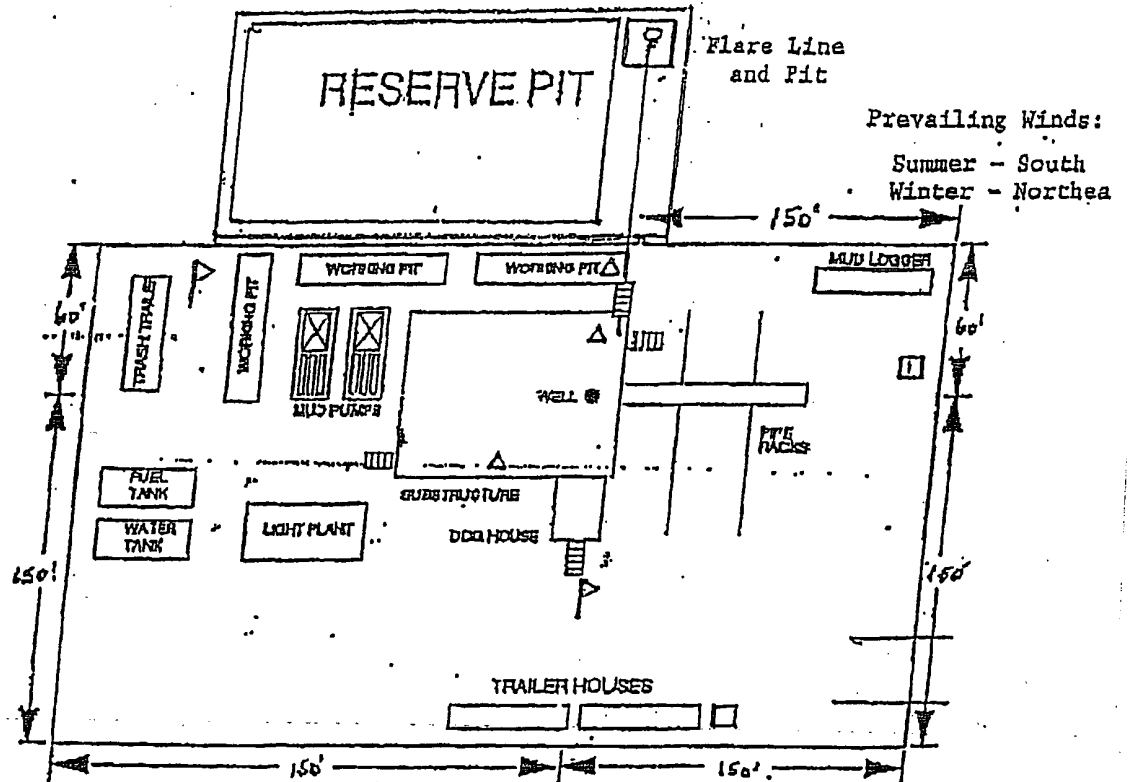 RESERVE PIT
Flare Line
and Pit
Prevailing Winds:
Summer - South
Winter - Northea
150'
WORKING PIT
WORKING PIT
MUD LOGGER
60'
TRASH TRAILER
WORKING PIT
60'
MUD PUMPS
WELL
PIPE
RACKS
FUEL
TANK
SUBSTRUCTURE
WATER
TANK
LIGHT PLANT
DOG HOUSE
150'
150'
TRAILER HOUSES
150'
150'